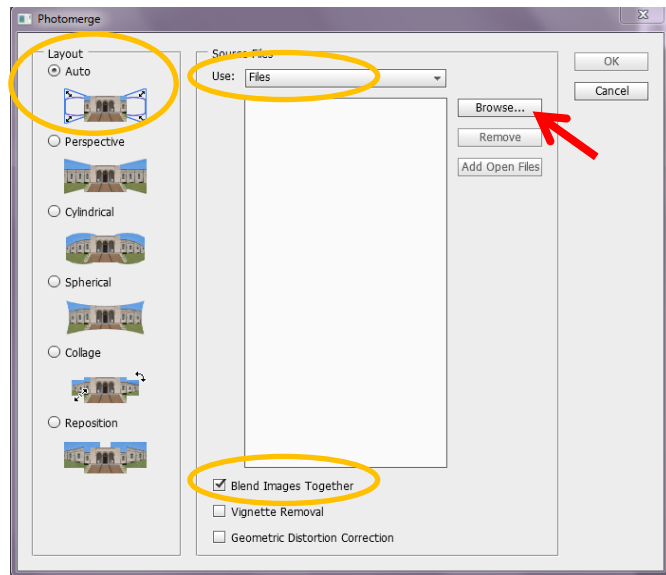 Photomerge
Layout
Auto
Perspective
Cylindrical
Spherical
Collage
Reposition
Source Files
Use: Files
Browse...
Remove
Add Open Files
Blend Images Together
Vignette Removal
Geometric Distortion Correction
OK
Cancel